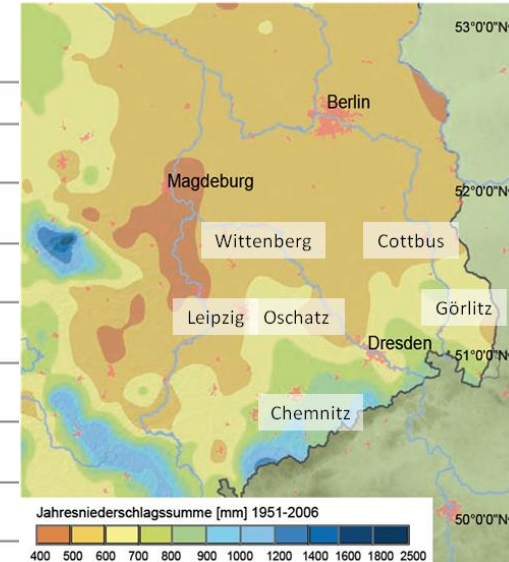 53°0'0"N
Berlin
Magdeburg
52°0'0"N
Wittenberg
Cottbus
Görlitz
Leipzig
Oschatz
Dresden
51°0'0"N
Chemnitz
Jahresniederschlagssumme [mm] 1951-2006
50°0'0"N
400 500 600 700 800 900 1000 1200 1400 1600 1800 2500